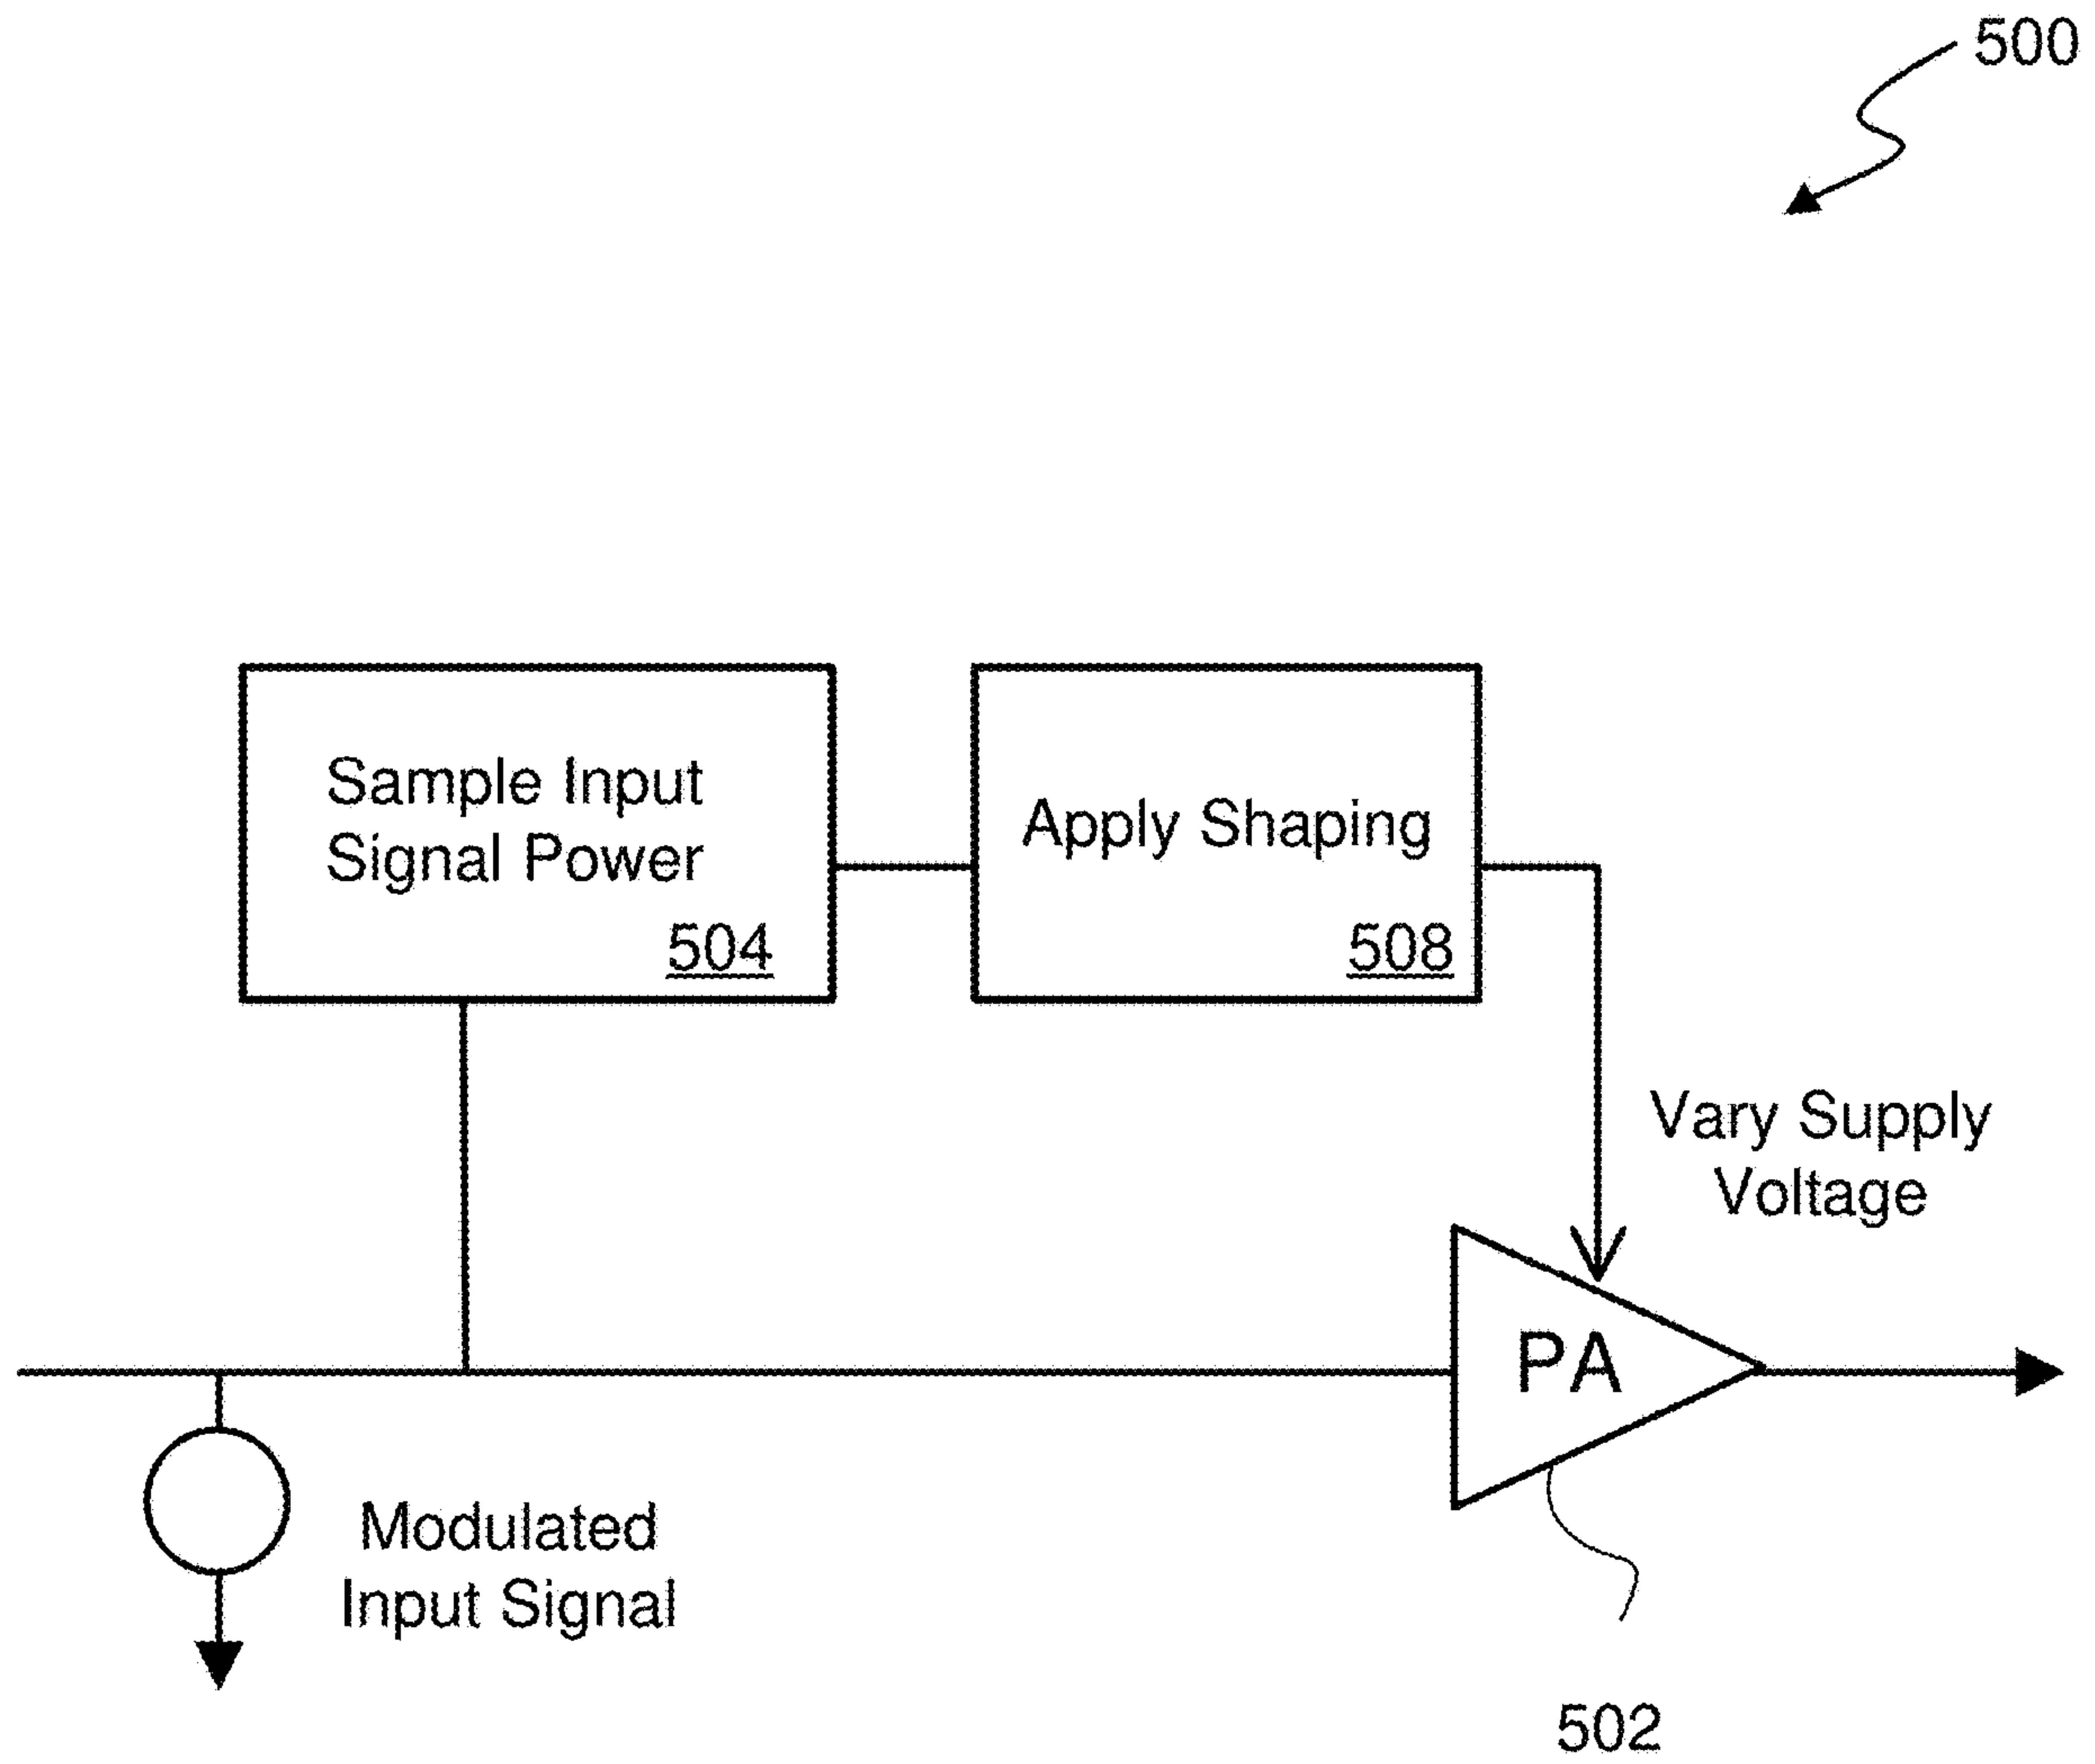 500
Sample Input
Signal Power
504
Apply Shaping
508
Vary Supply
Voltage
PA
Modulated
Input Signal
502